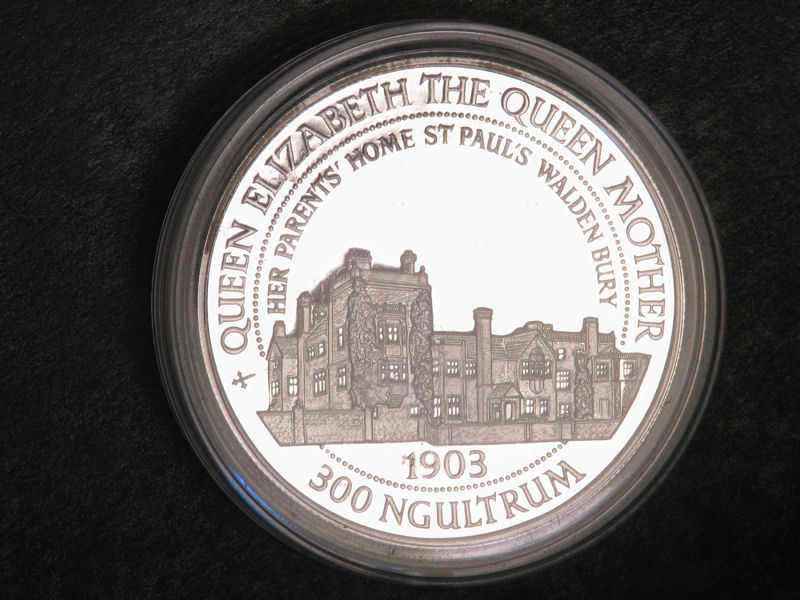 QUEEN ELIZABETH THE QUEEN MOTHER
HER PARENTS' HOME ST PAUL'S WALDEN BURY
1903
300 NGULTRUM